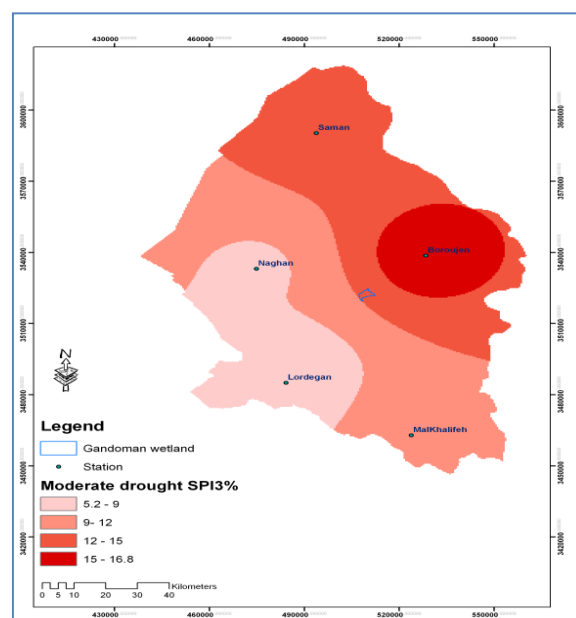 430000 460000 490000 520000 550000
3600000
Saman
3570000
Boroujen
3540000
Naghan
3510000
N
Lordegan
3480000
Legend
MalKhalifeh
Gandoman wetland
3450000
Station
Moderate drought SPI3%
5.2 - 9
9- 12
3420000
12 - 15
15 - 16.8
Kilometers
0 5 10 20 30 40
430000 460000 490000 520000 550000